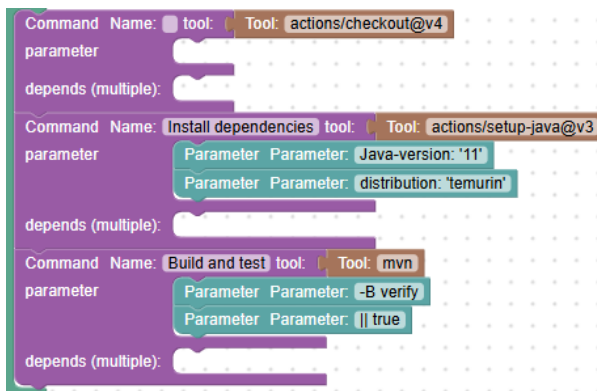 Command Name: tool: Tool: actions/checkout@v4
parameter
depends (multiple):
Command Name: Install dependencies tool: Tool: actions/setup-java@v3
parameter Parameter Parameter: Java-version: '11'
Parameter Parameter: distribution: 'temurin'
depends (multiple):
Command Name: Build and test tool: Tool: mvn
parameter Parameter Parameter: -B verify
Parameter Parameter: || true
depends (multiple):